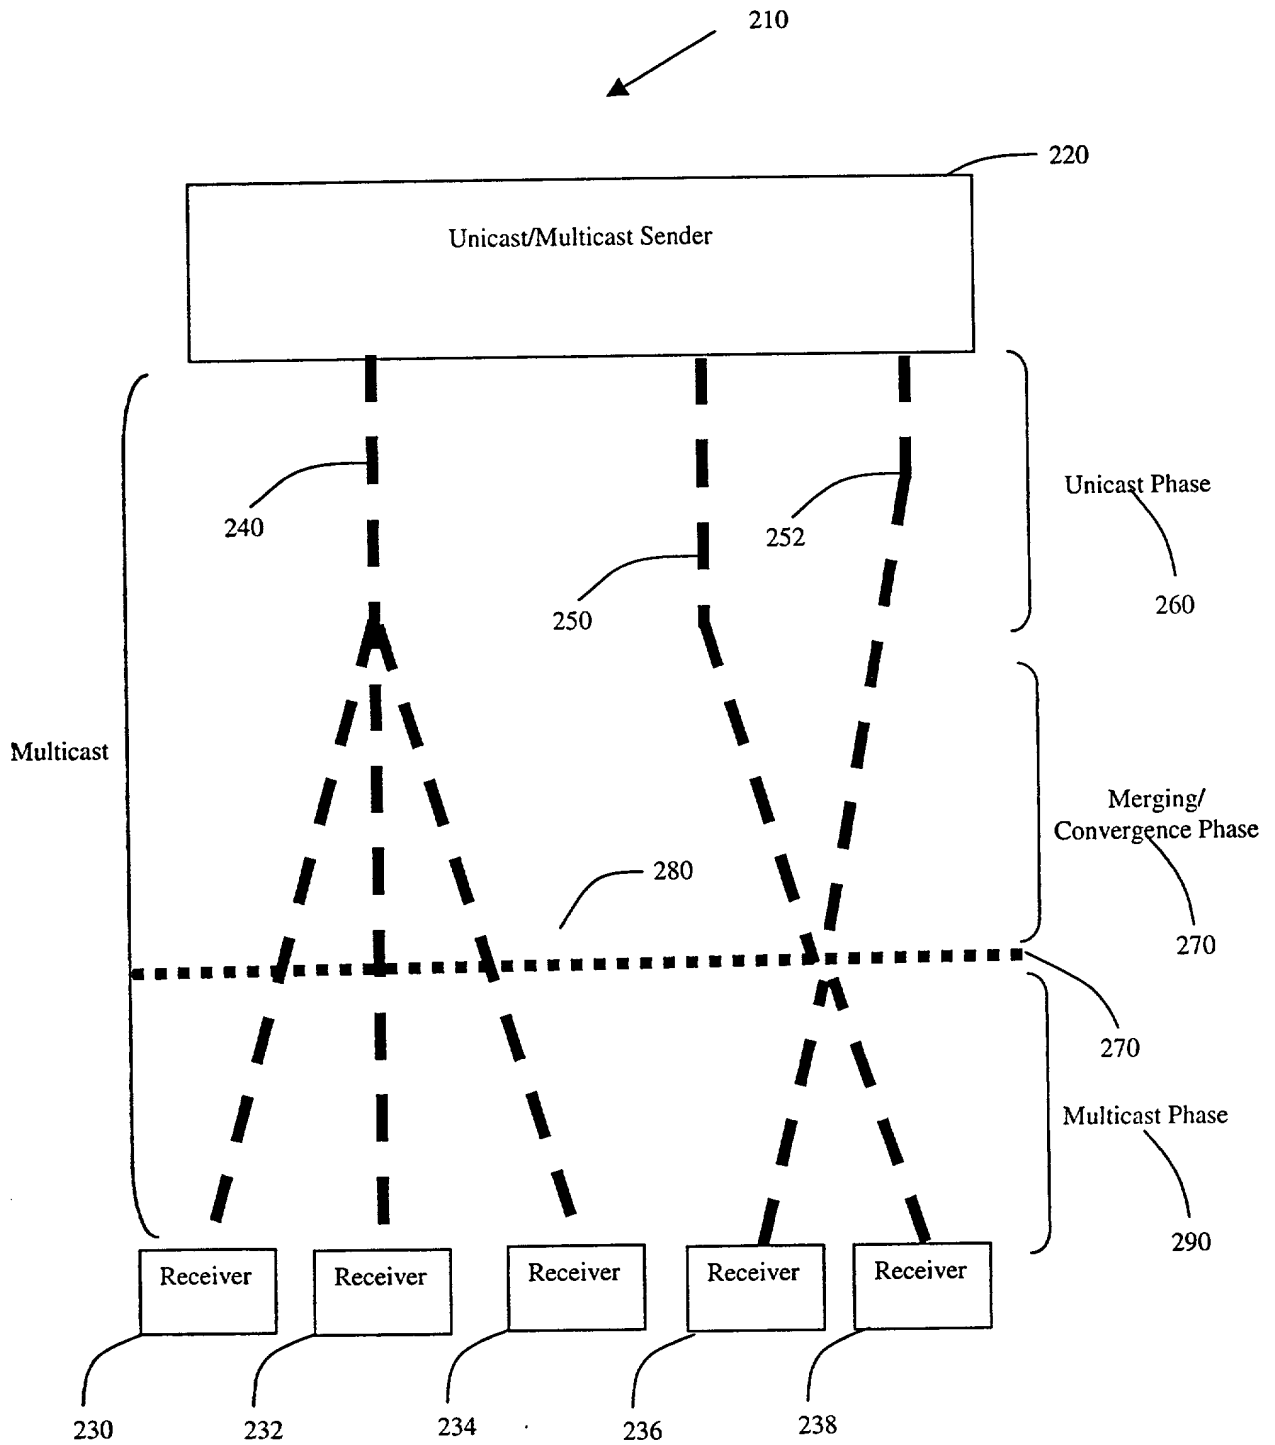 210
220
Unicast/Multicast Sender
240
252
Unicast Phase
250
260
Multicast
Merging/
Convergence Phase
280
270
270
Multicast Phase
290
Receiver
Receiver
Receiver
Receiver
Receiver
230
232
234
236
238